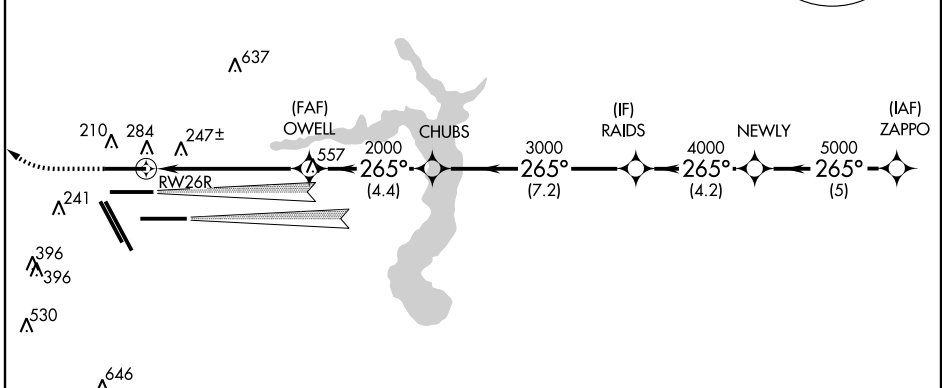 637
(FAF)
OWELL
(IF)
RAIDS
(IAF)
ZAPPO
210
284
247±
CHUBS
NEWLY
557
2000
265°
(4.4)
3000
265°
(7.2)
4000
265°
(4.2)
5000
265°
(5)
RW26R
241
396
396
530
646